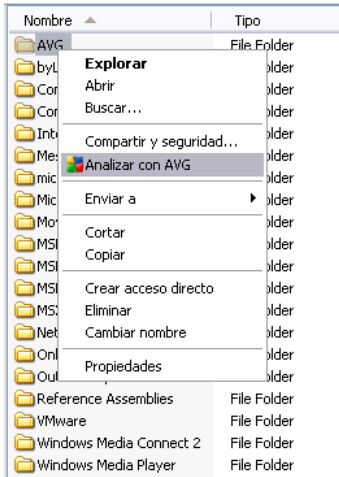 Nombre Tipo
AVG File Folder
Explorar
Abrir
Buscar...
Compartir y seguridad...
Analizar con AVG
Enviar a
Cortar
Copiar
Crear acceso directo
Eliminar
Cambiar nombre
Propiedades
Reference Assemblies File Folder
VMware File Folder
Windows Media Connect 2 File Folder
Windows Media Player File Folder